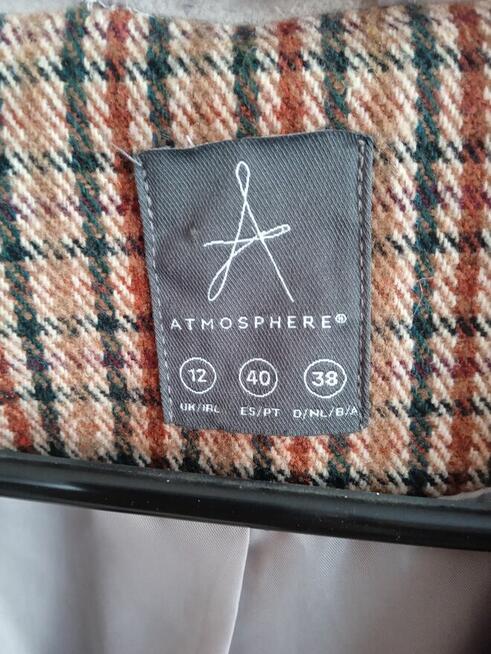 A
ATMOSPHERE®
12 40 38
UK/IRL ES/PT D/NL/B/A